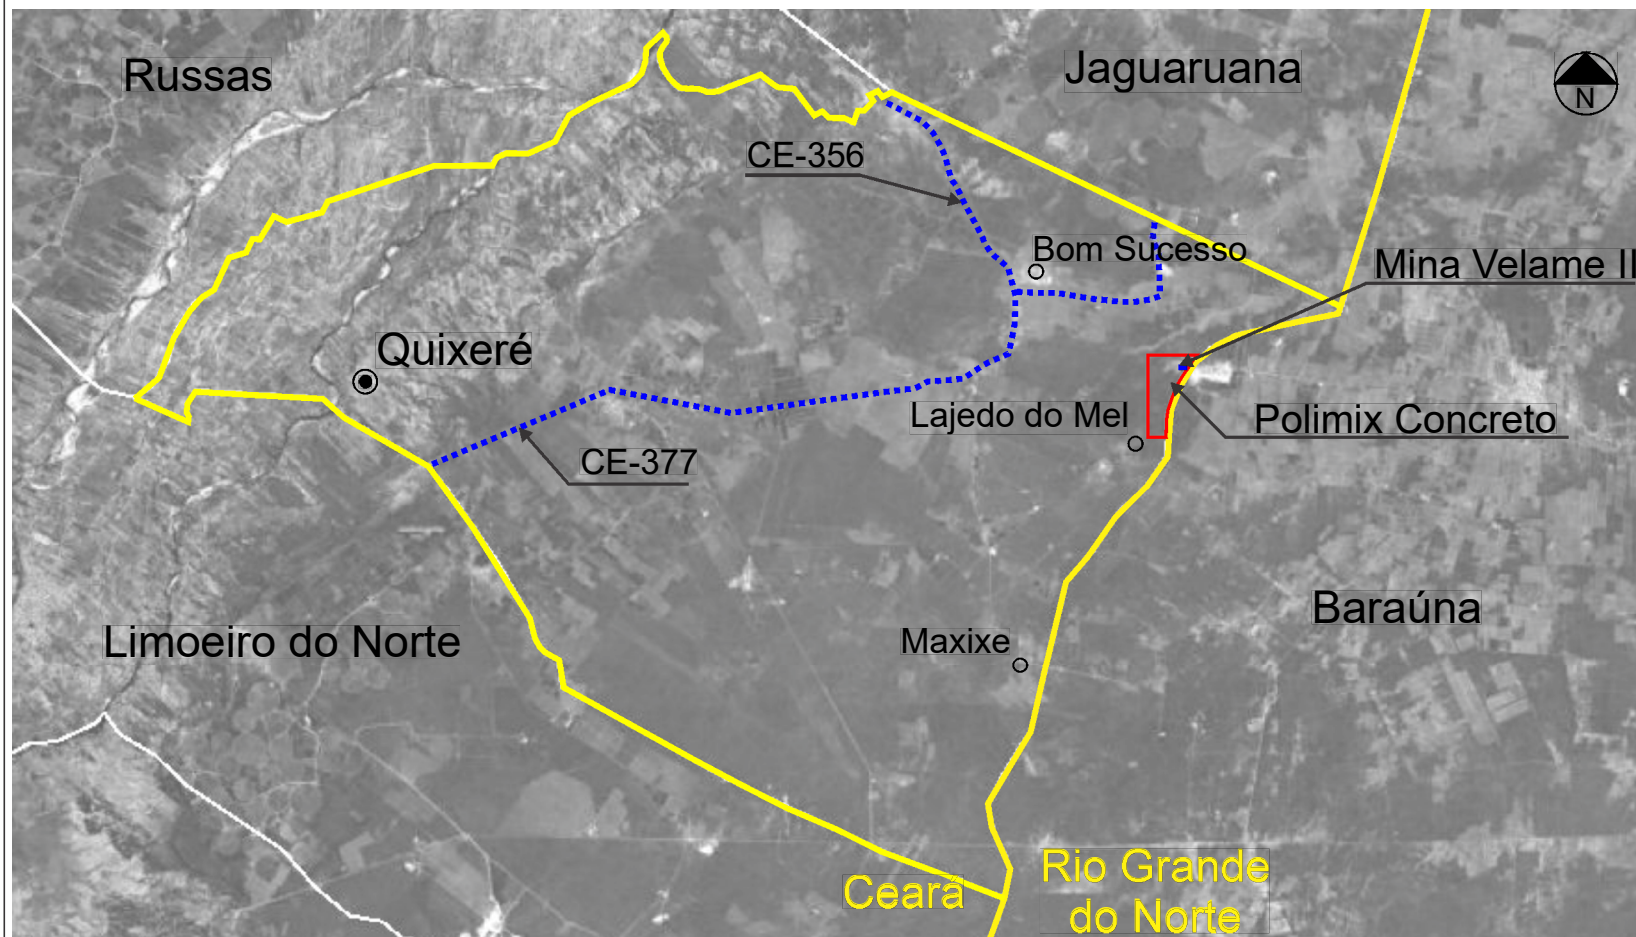 Russas
Jaguaruana
N
CE-356
Bom Sucesso
Mina Velame II
Quixeré
Lajedo do Mel
Polimix Concreto
CE-377
Baraúna
Limoeiro do Norte
Maxixe
Ceará
Rio Grande
do Norte